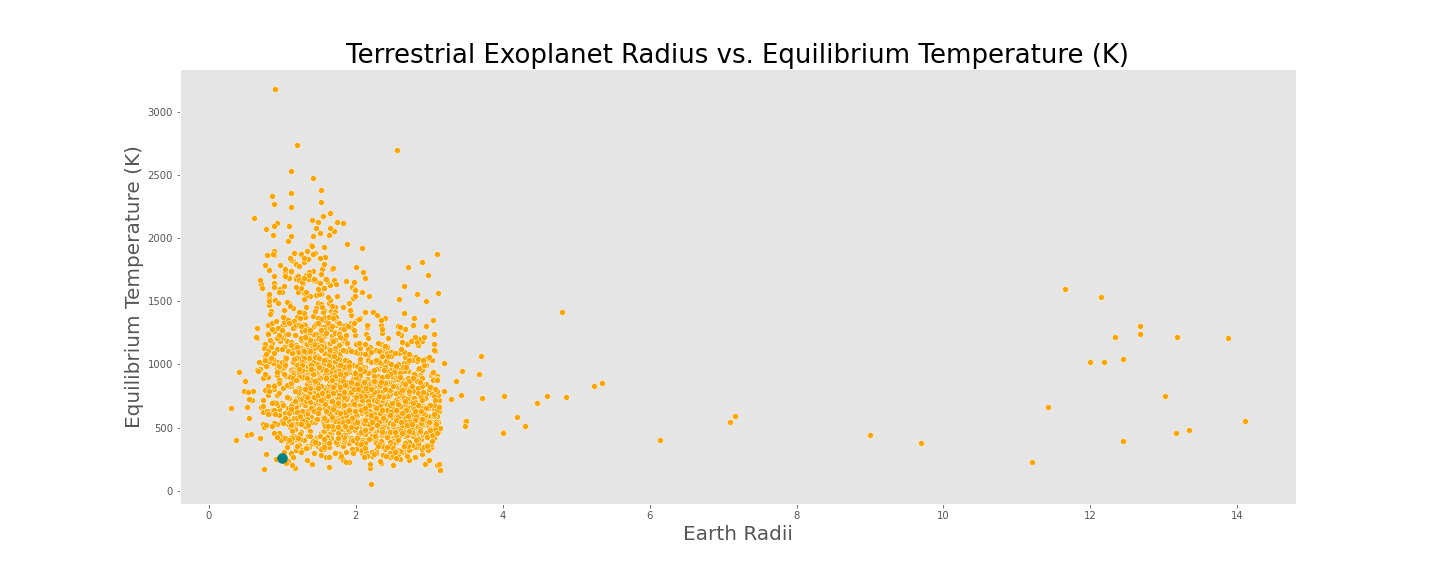 Terrestrial Exoplanet Radius vs. Equilibrium Temperature (K)
Equilibrium Temperature (K)
3000
2500
2000
1500
1000
500
0
0 2 4 6 8 10 12 14
Earth Radii